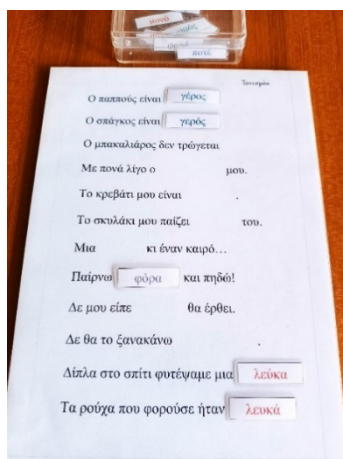 ποτέ
Τονισμός
Ο παππούς είναι γέρος
Ο σπάγκος είναι γερός
Ο μπακαλιάρος δεν τρώγεται
Με πονά λίγο ο μου.
Το κρεβάτι μου είναι .
Το σκυλάκι μου παίζει του.
Μια κι έναν καιρό…
Παίρνω φόρα και πηδώ!
Δε μου είπε θα έρθει.
Δε θα το ξανακάνω .
Δίπλα στο σπίτι φυτέψαμε μια λεύκα
Τα ρούχα που φορούσε ήταν λευκά